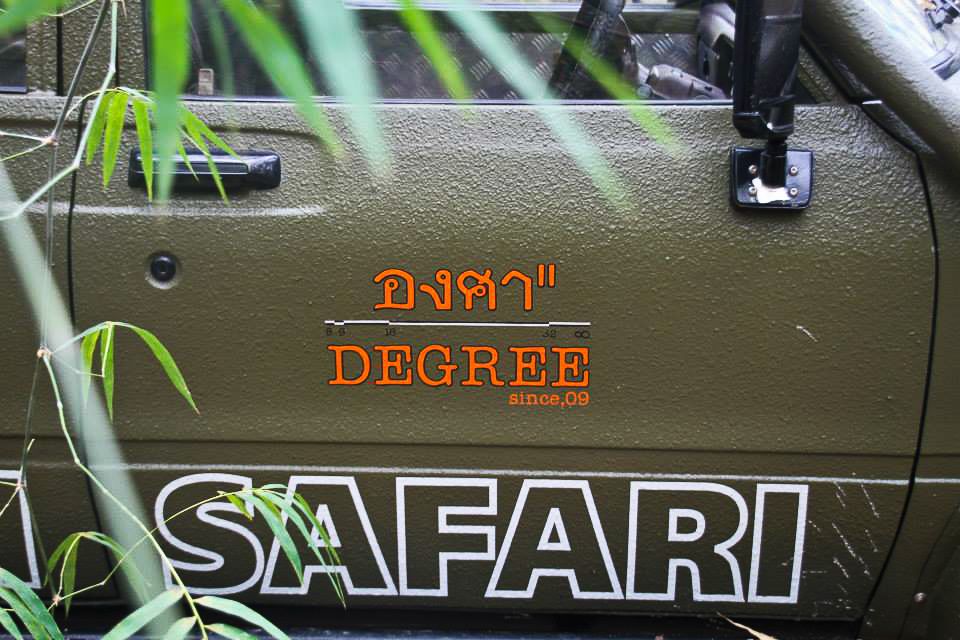 องศา"
DEGREE
since,09
SAFARI